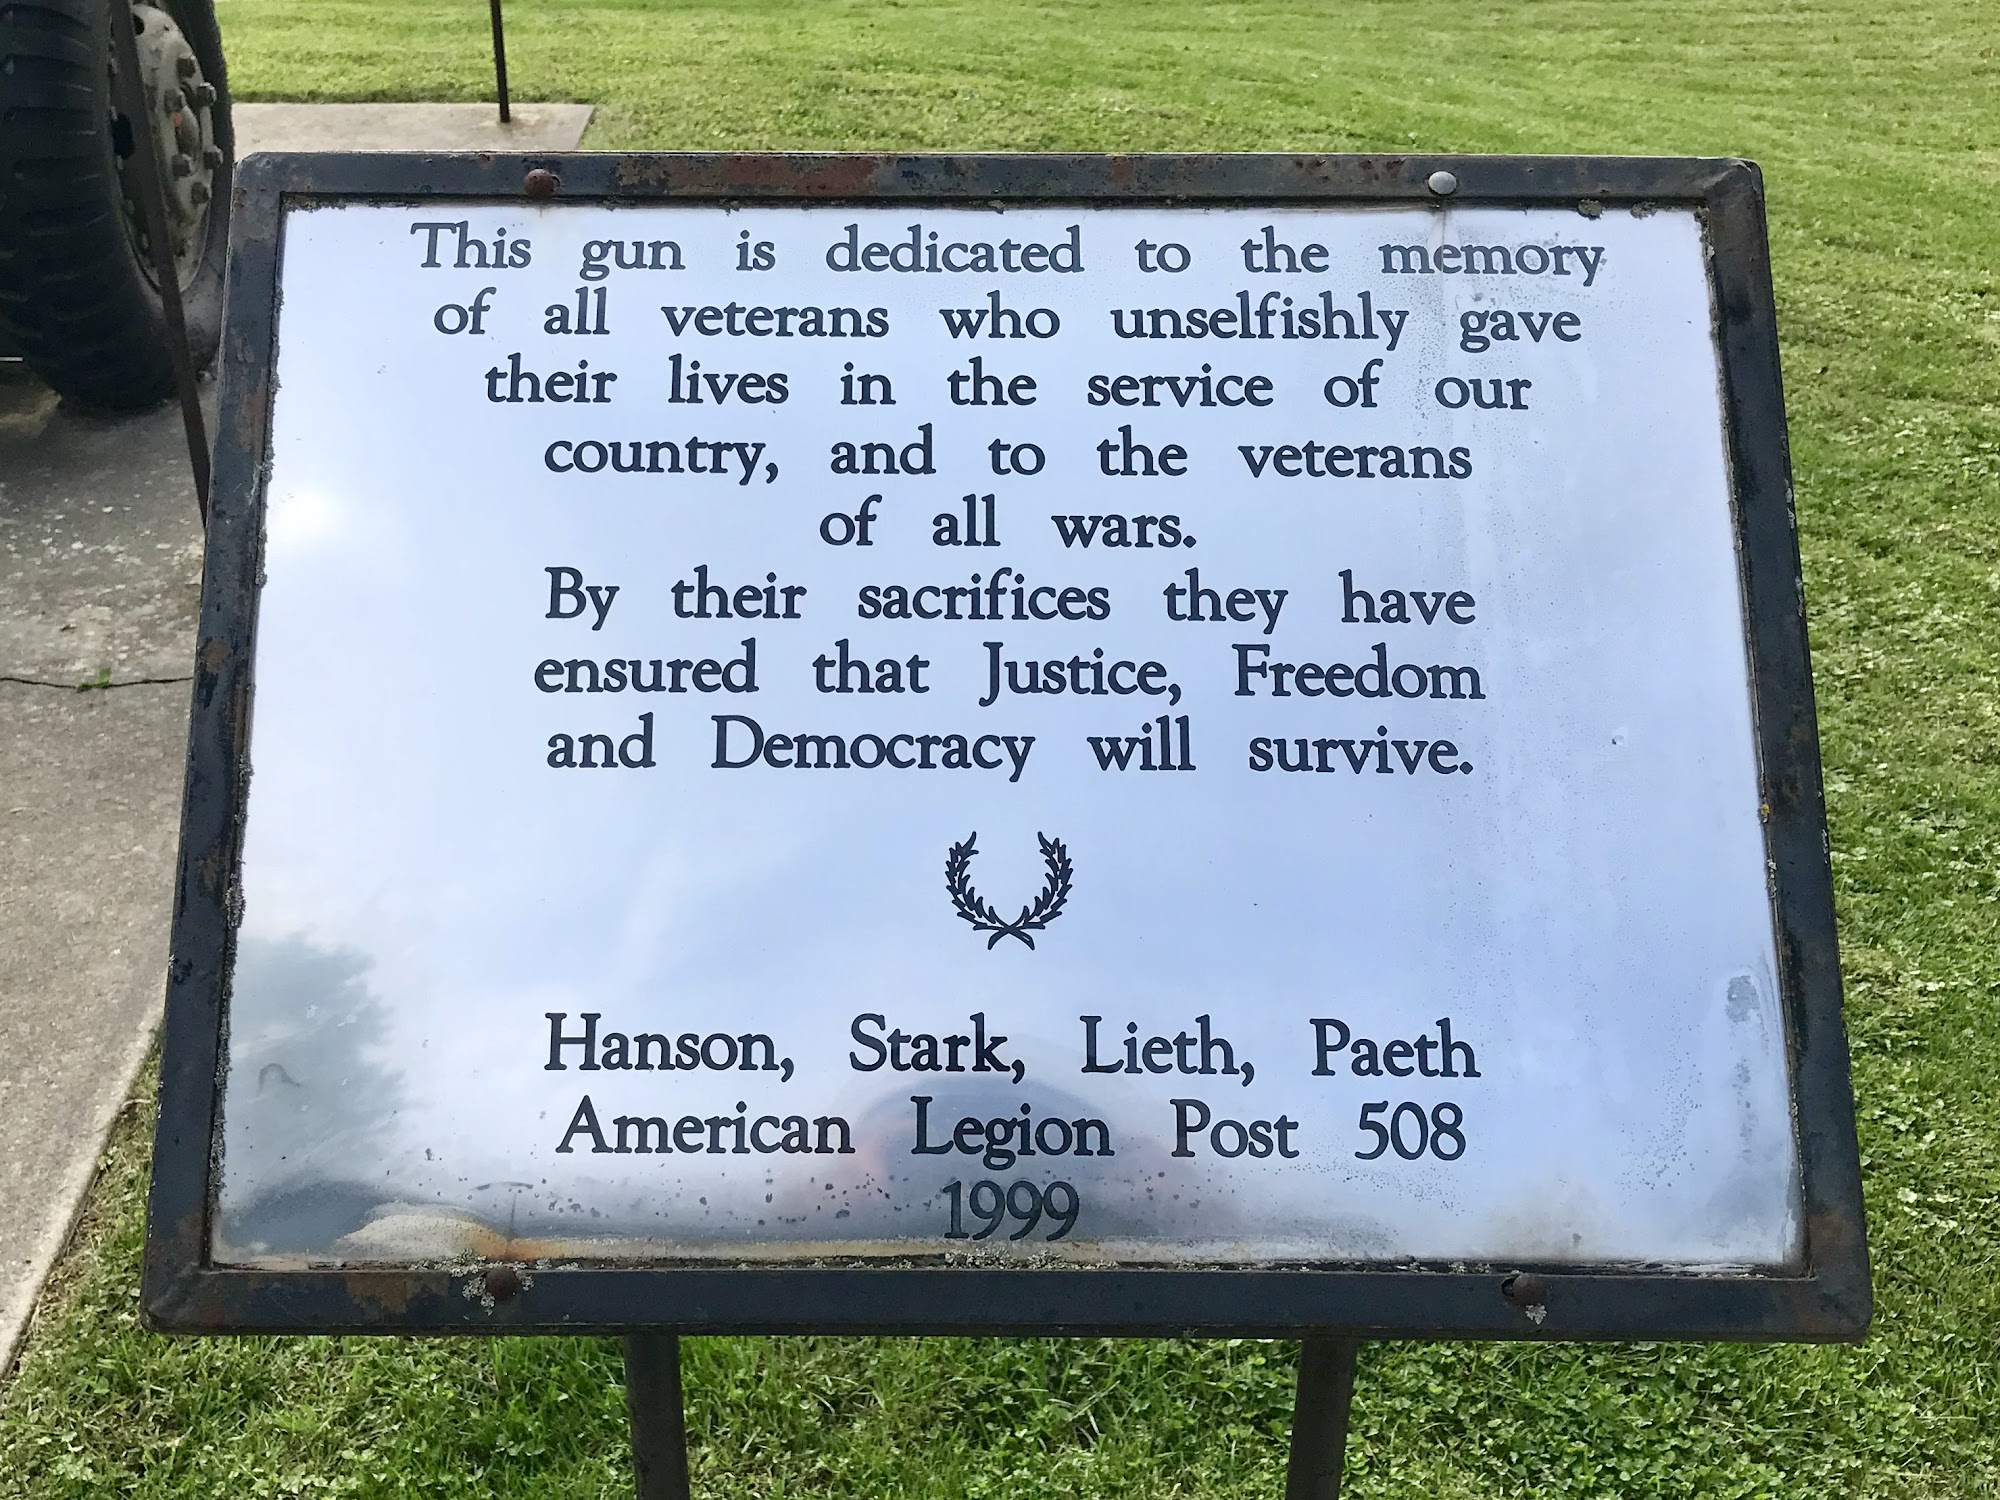 This gun is dedicated to the memory
of all veterans who unselfishly gave
their lives in the service of our
country, and to the veterans
of all wars.
By their sacrifices they have
ensured that Justice, Freedom
and Democracy will survive.
Hanson, Stark, Lieth, Paeth
American Legion Post 508
1999